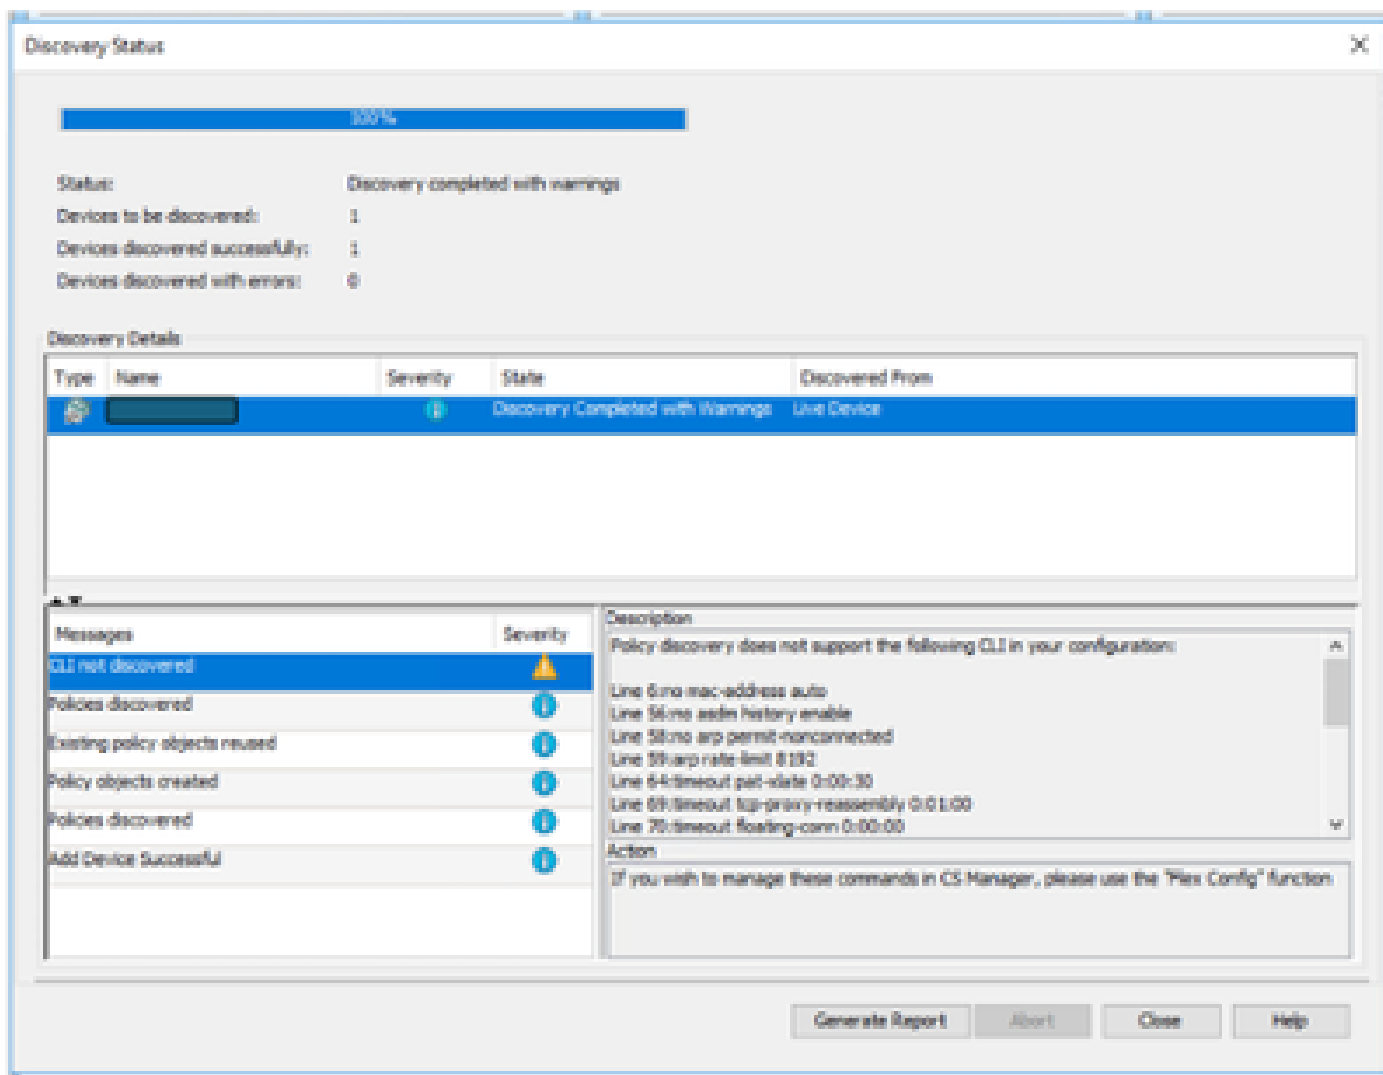 Discovery Status
100%
Status: Discovery completed with warnings
Devices to be discovered: 1
Devices discovered successfully: 1
Devices discovered with errors: 0
Discovery Details
Type Name Severity State Discovered From
Discovery Completed with Warnings Live Device
Messages Severity
CLI not discovered
Policies discovered
Existing policy objects reused
Policy objects created
Policies discovered
Add Device Successful
Description
Policy discovery does not support the following CLI in your configuration:
Line 6:no mac-address auto
Line 56:no asdm history enable
Line 58:no arp permit-nonconnected
Line 59:arp rate-limit 8192
Line 64:timeout pat-xlate 0:00:30
Line 69:timeout tcp-proxy-reassembly 0:01:00
Line 70:timeout floating-conn 0:00:00
Action
If you wish to manage these commands in CS Manager, please use the "Flex Config" function
Generate Report Abort Close Help